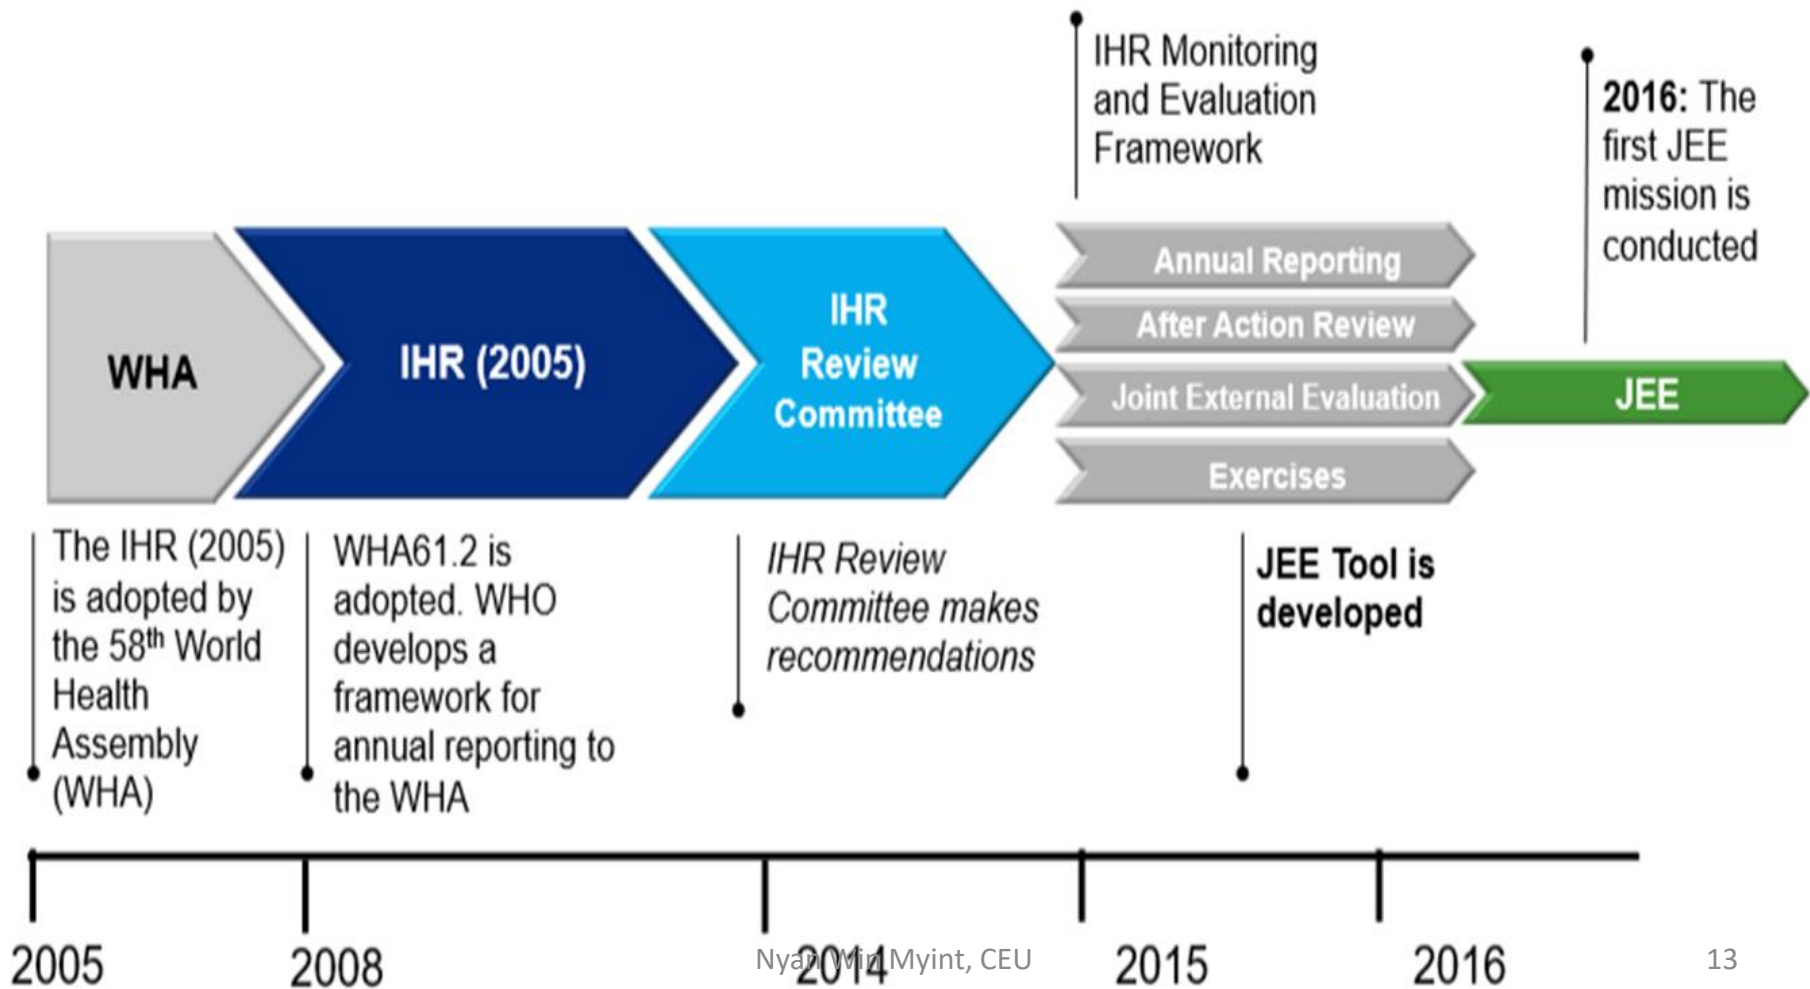 IHR Monitoring
and Evaluation
Framework
2016: The
first JEE
mission is
conducted
WHA
IHR (2005)
IHR
Review
Committee
Annual Reporting
After Action Review
Joint External Evaluation
Exercises
JEE
The IHR (2005)
is adopted by
the 58th World
Health
Assembly
(WHA)
WHA61.2 is
adopted. WHO
develops a
framework for
annual reporting to
the WHA
IHR Review
Committee makes
recommendations
JEE Tool is
developed
2005
2008
2014
2015
2016
Nyan Win Myint, CEU
13